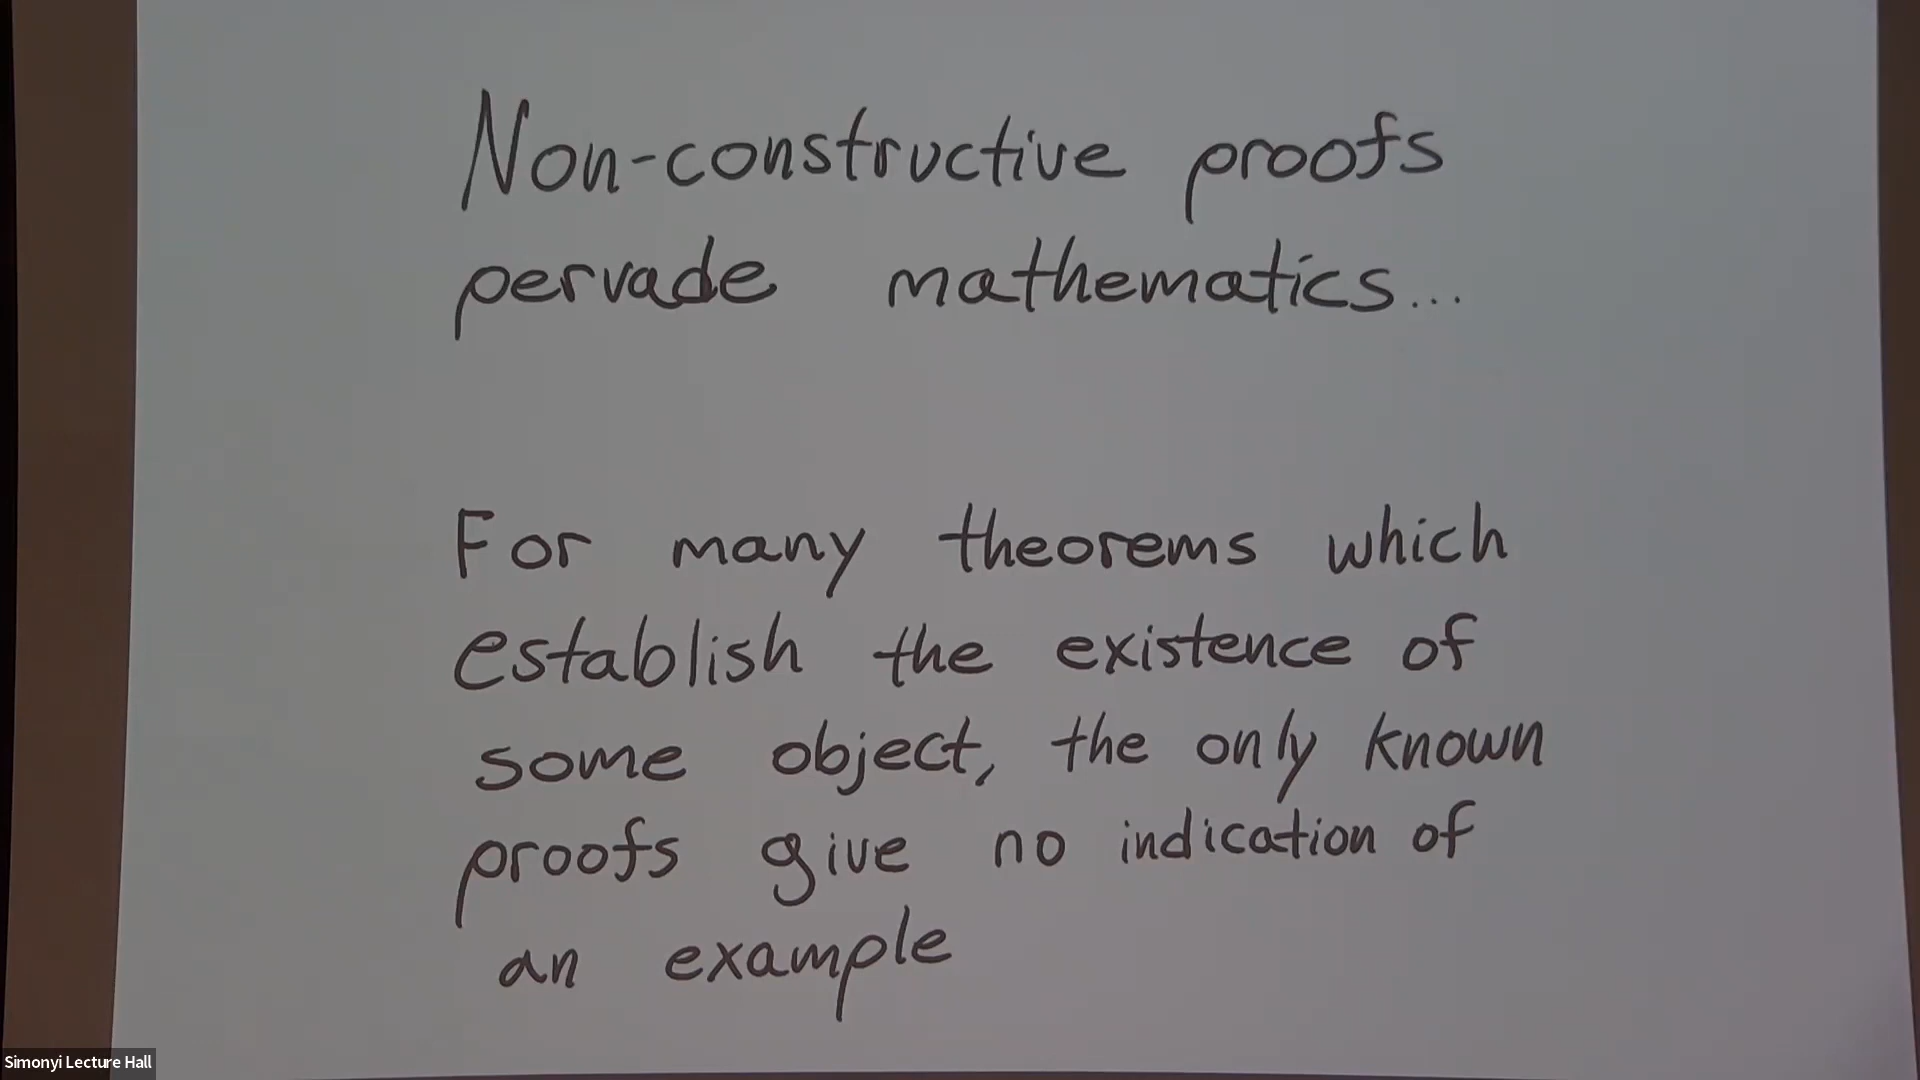 Non-constructive proofs
pervade mathematics...
For many theorems which
establish the existence of
some object, the only known
proofs give no indication of
an example
Simonyi Lecture Hall